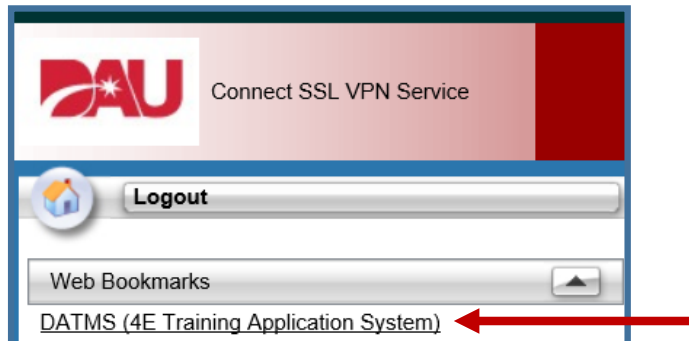 DAU
Connect SSL VPN Service
Logout
Web Bookmarks
DATMS (4E Training Application System)